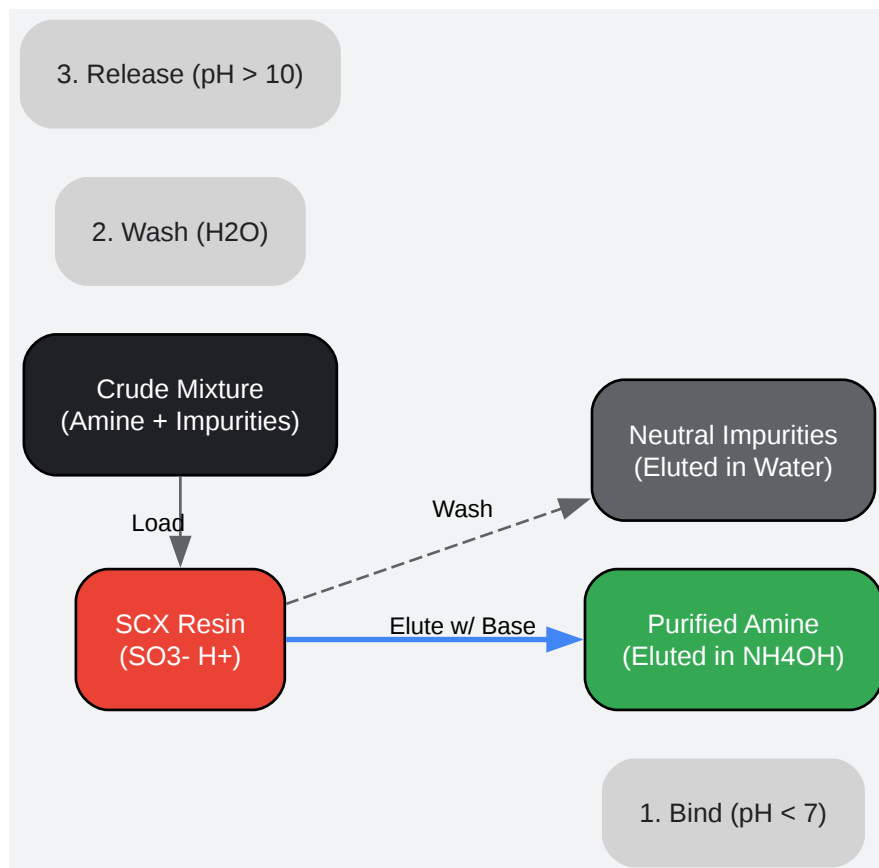 3. Release (pH > 10)
2. Wash (H2O)
Crude Mixture
(Amine + Impurities)
Neutral Impurities
(Eluted in Water)
Wash
Load
SCX Resin
(SO3- H+)
Elute w/ Base
Purified Amine
(Eluted in NH4OH)
1. Bind (pH < 7)